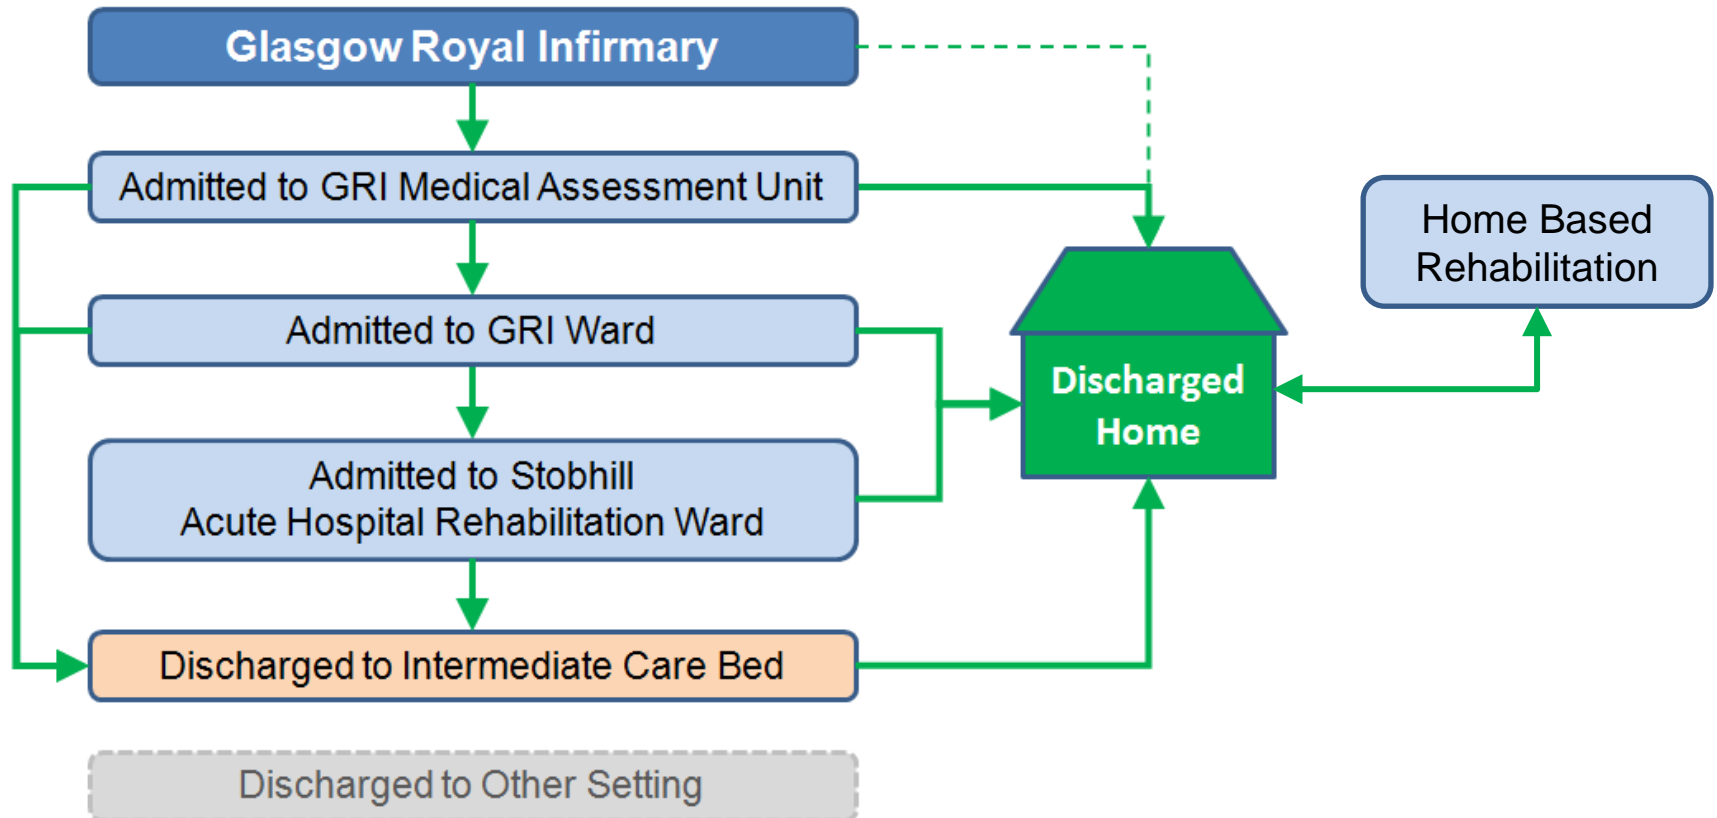 Glasgow Royal Infirmary
Admitted to GRI Medical Assessment Unit
Admitted to GRI Ward
Admitted to Stobhill
Acute Hospital Rehabilitation Ward
Discharged to Intermediate Care Bed
Discharged to Other Setting
Discharged
Home
Home Based
Rehabilitation